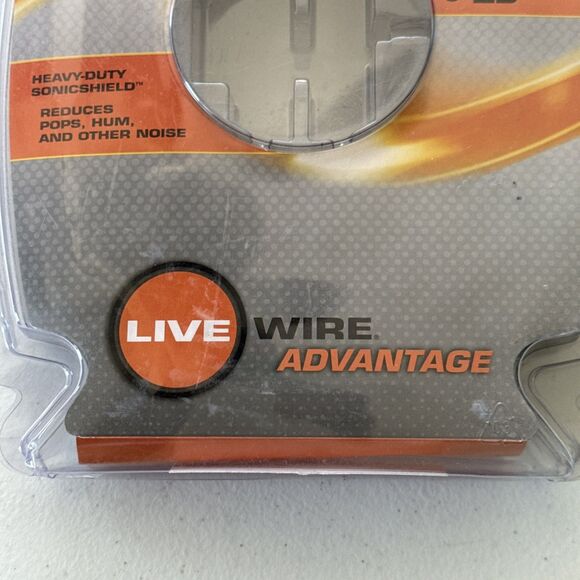 HEAVY-DUTY
SONICSHIELD™
REDUCES
POPS, HUM,
AND OTHER NOISE
LIVE WIRE®
ADVANTAGE